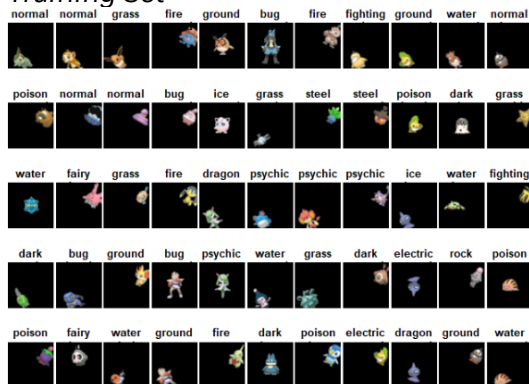 Training Set
normal normal grass fire ground bug fire fighting ground water normal
poison normal normal bug ice grass steel steel poison dark grass
water fairy grass fire dragon psychic psychic psychic ice water fighting
dark bug ground bug psychic water grass dark electric rock poison
poison fairy water ground fire dark poison electric dragon ground water